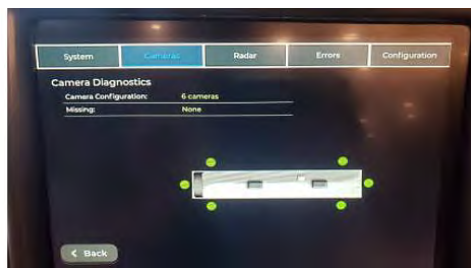 System Cameras Radar Errors Configuration
Camera Diagnostics
Camera Configuration: 6 cameras
Missing: None
< Back